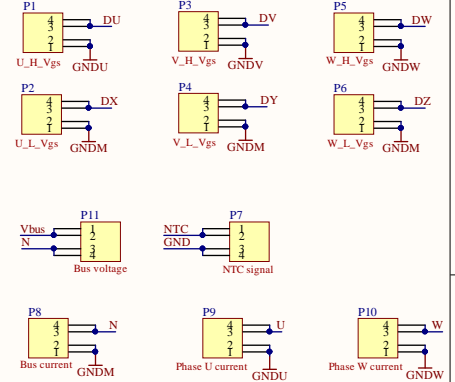 P1
4
3
2
1
DU
GNDU
U_H_Vgs
P3
4
3
2
1
DV
GNDV
V_H_Vgs
P5
4
3
2
1
DW
GNDW
W_H_Vgs
P2
4
3
2
1
DX
GNDM
U_L_Vgs
P4
4
3
2
1
DY
GNDM
V_L_Vgs
P6
4
3
2
1
DZ
GNDM
W_L_Vgs
P11
Vbus
N
1
2
3
4
Bus voltage
P7
NTC
GND
1
2
3
4
NTC signal
P8
4
3
2
1
N
GNDM
Bus current
P9
4
3
2
1
U
GNDU
Phase U current
P10
4
3
2
1
W
GNDW
Phase W current